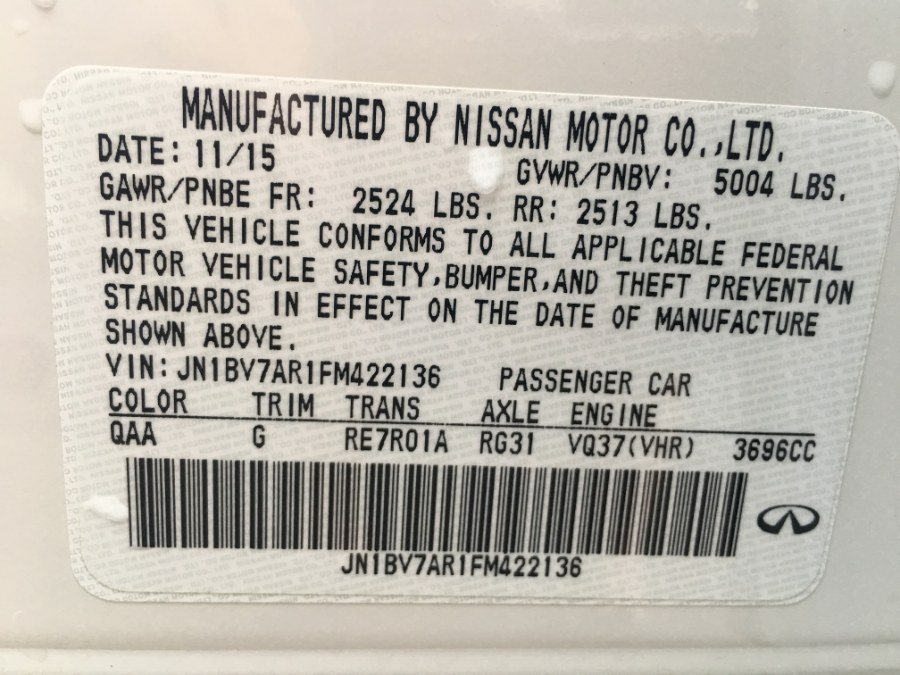 MANUFACTURED BY NISSAN MOTOR CO.,LTD.
DATE: 11/15 GVWR/PNBV: 5004 LBS.
GAWR/PNBE FR: 2524 LBS. RR: 2513 LBS.
THIS VEHICLE CONFORMS TO ALL APPLICABLE FEDERAL
MOTOR VEHICLE SAFETY,BUMPER,AND THEFT PREVENTION
STANDARDS IN EFFECT ON THE DATE OF MANUFACTURE
SHOWN ABOVE.
VIN: JN1BV7AR1FM422136 PASSENGER CAR
COLOR TRIM TRANS AXLE ENGINE
QAA G RE7R01A RG31 VQ37(VHR) 3696CC
JN1BV7AR1FM422136